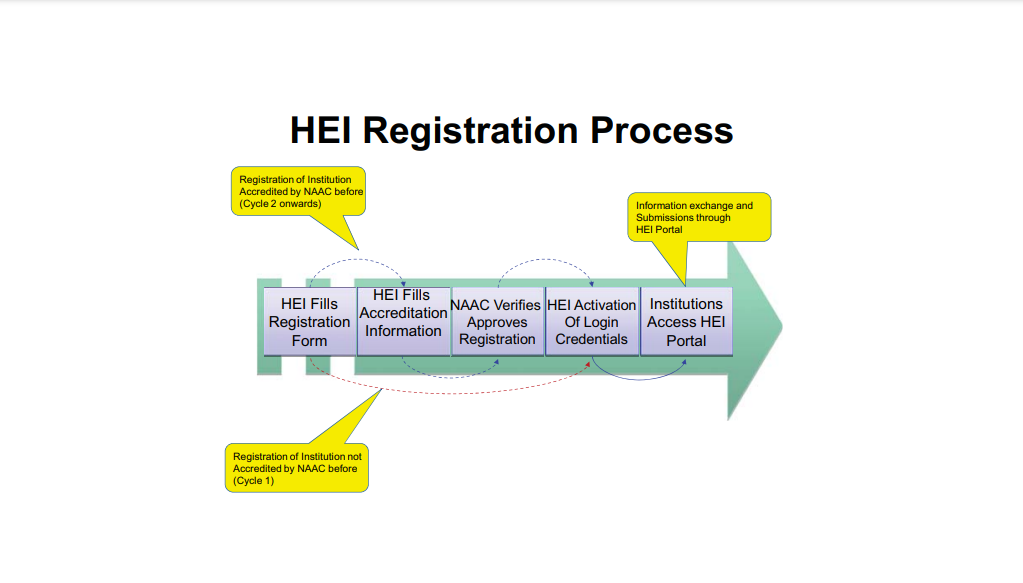 HEI Registration Process
Registration of Institution
Accredited by NAAC before
(Cycle 2 onwards)
Information exchange and
Submissions through
HEI Portal
HEI Fills
Registration
Form
HEI Fills
Accreditation
Information
NAAC Verifies
Approves
Registration
HEI Activation
Of Login
Credentials
Institutions
Access HEI
Portal
Registration of Institution not
Accredited by NAAC before
(Cycle 1)